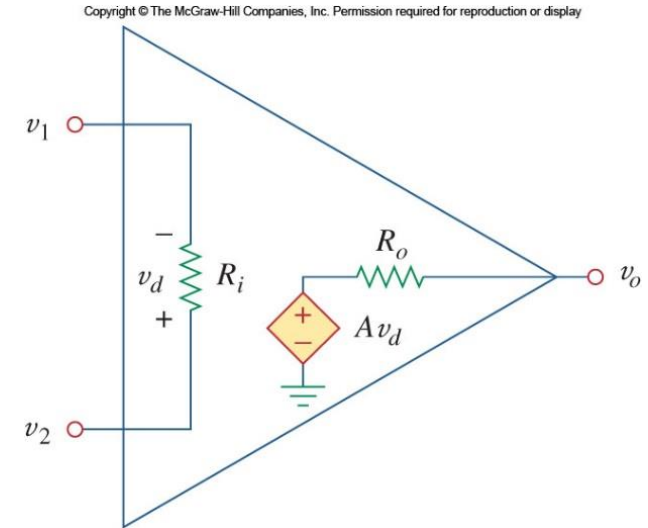 Copyright © The McGraw-Hill Companies, Inc. Permission required for reproduction or display
v1
−
vd
+
Ri
Ro
+
−
Avd
vo
v2